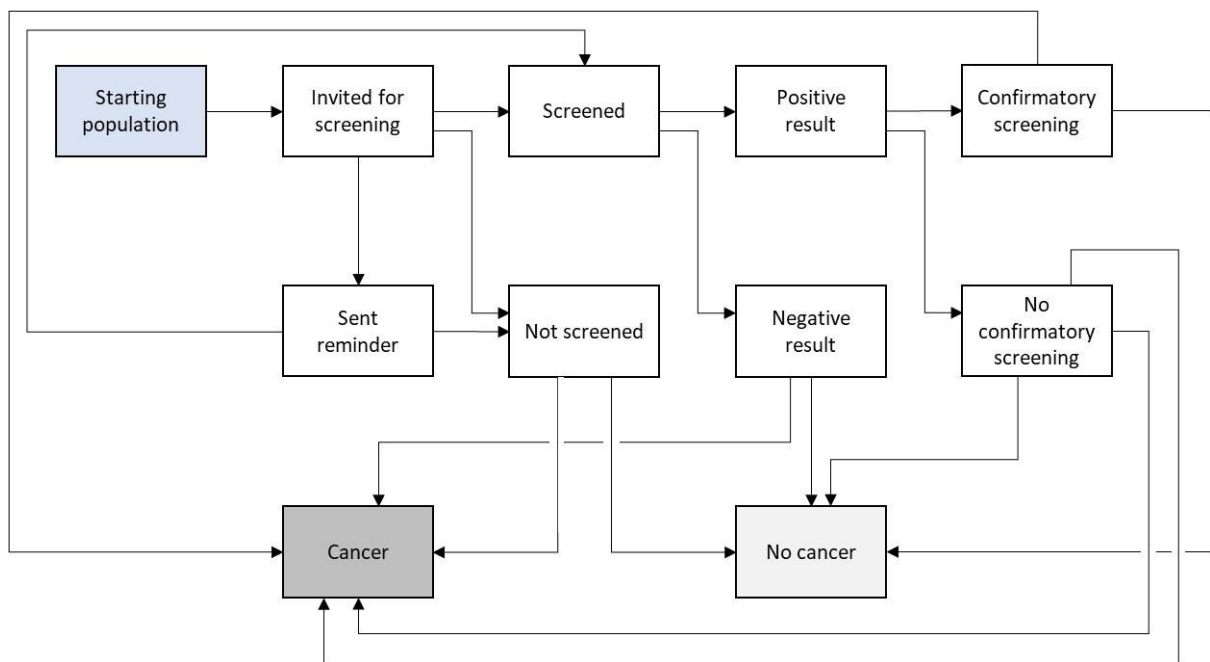 Starting
population
Invited for
screening
Screened
Positive
result
Confirmatory
screening
Sent
reminder
Not screened
Negative
result
No
confirmatory
screening
Cancer
No cancer